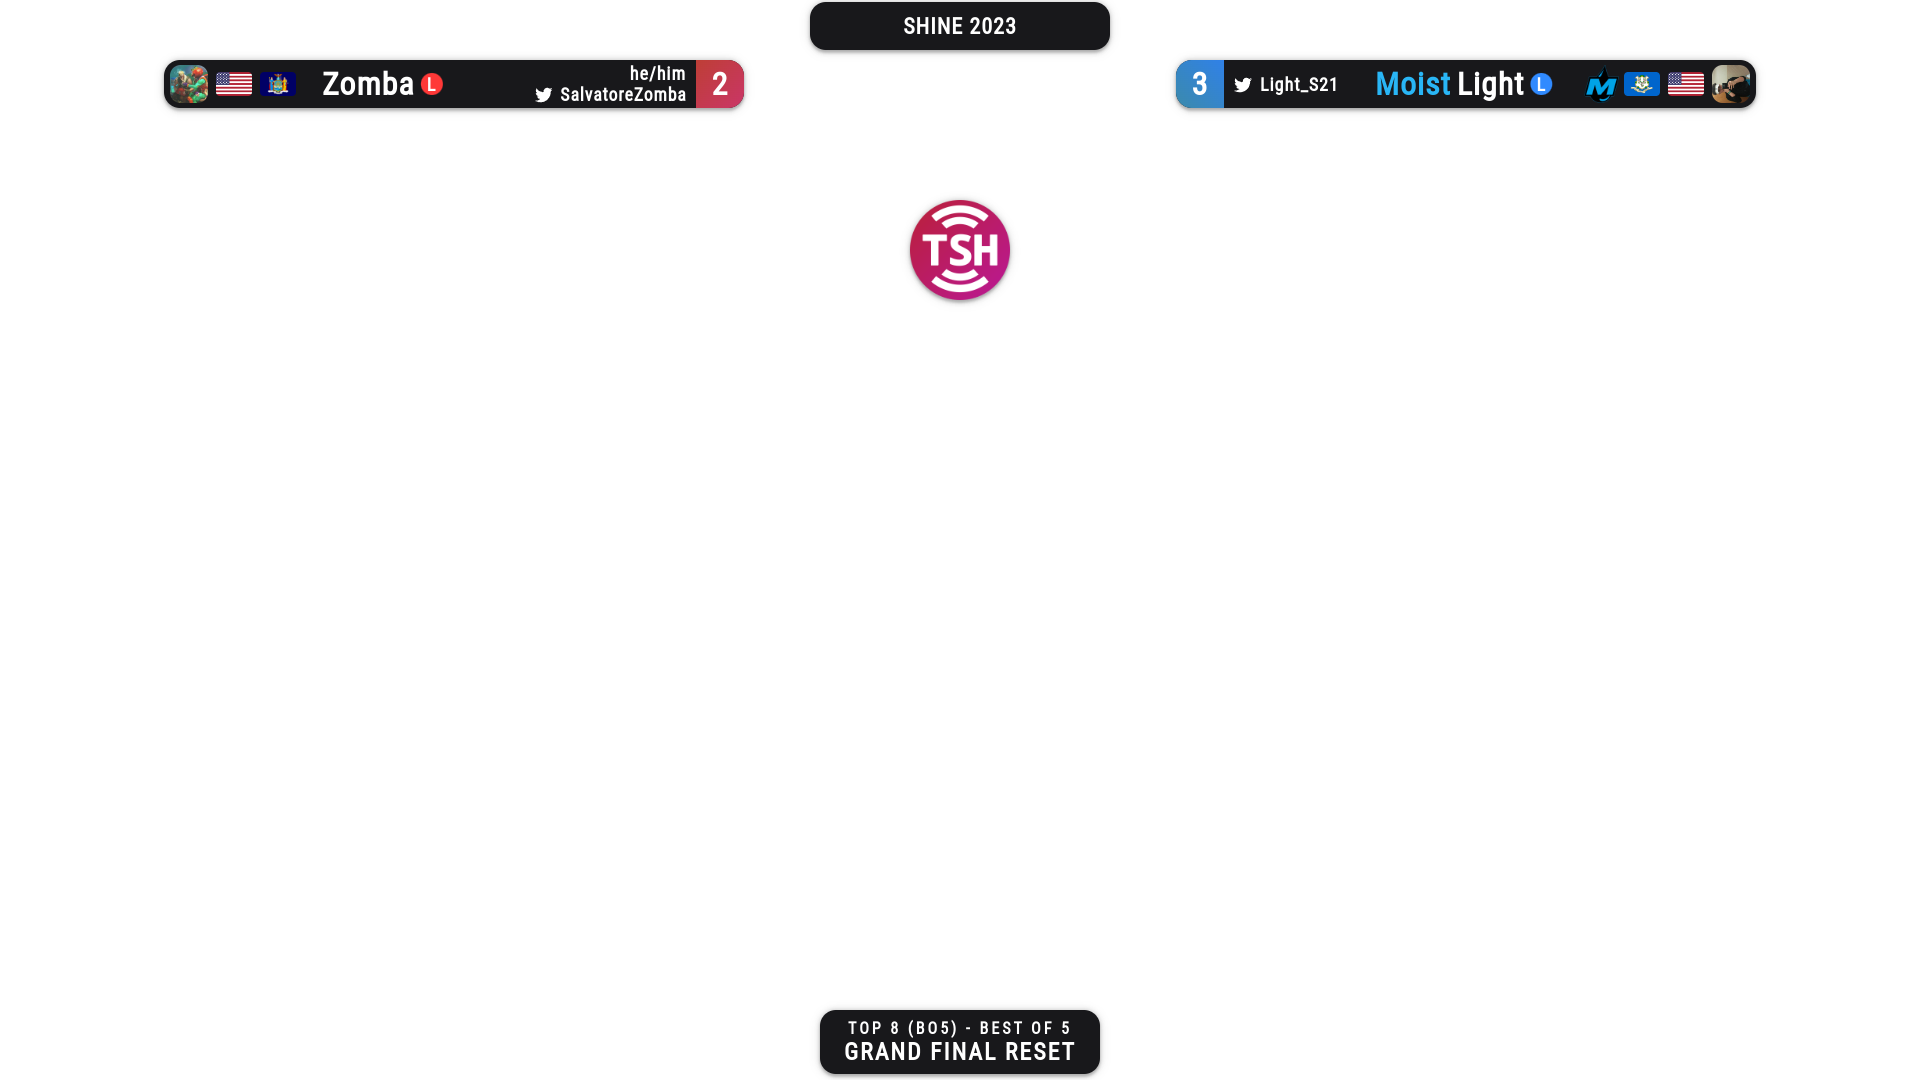 SHINE 2023
Zomba L
he/him
SalvatoreZomba
2
3
Light_S21
Moist Light L
M
TSH
TOP 8 (BO5) - BEST OF 5
GRAND FINAL RESET